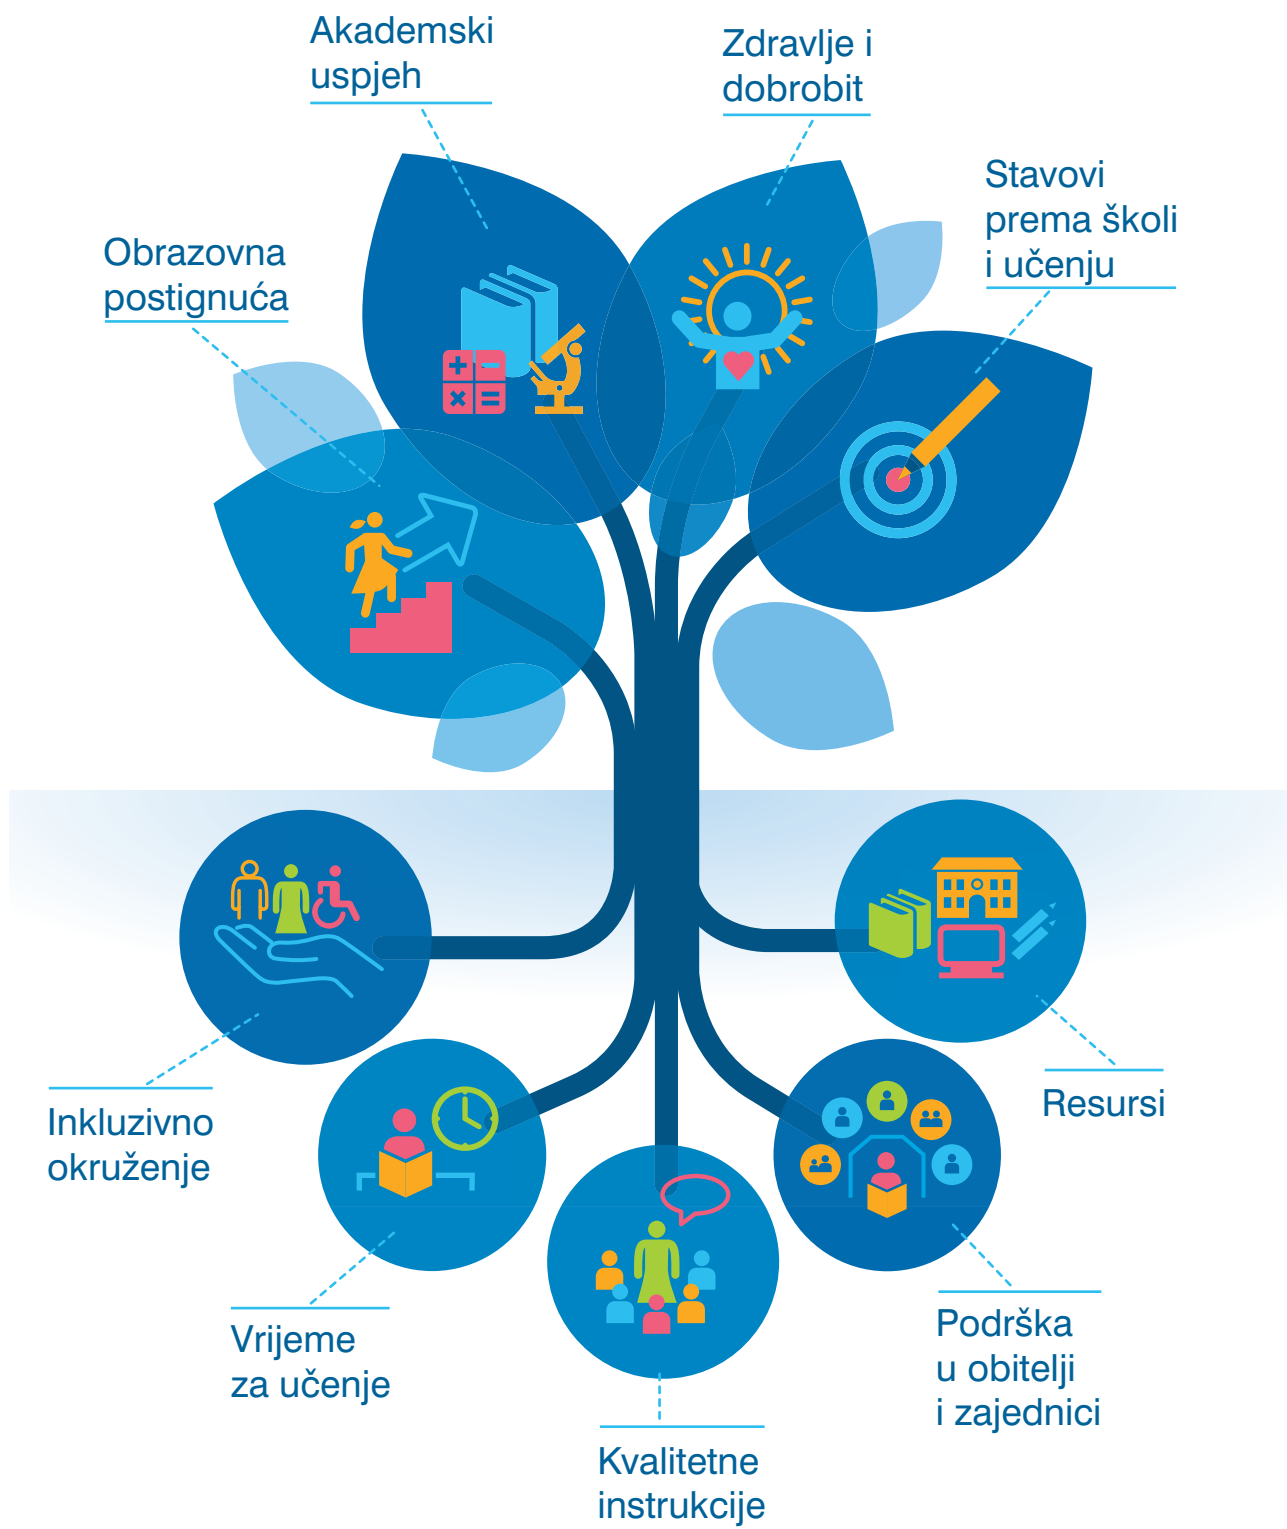 Akademski
uspjeh
Zdravlje i
dobrobit
Stavovi
prema školi
i učenju
Obrazovna
postignuća
Inkluzivno
okruženje
Resursi
Vrijeme
za učenje
Podrška
u obitelji
i zajednici
Kvalitetne
instrukcije